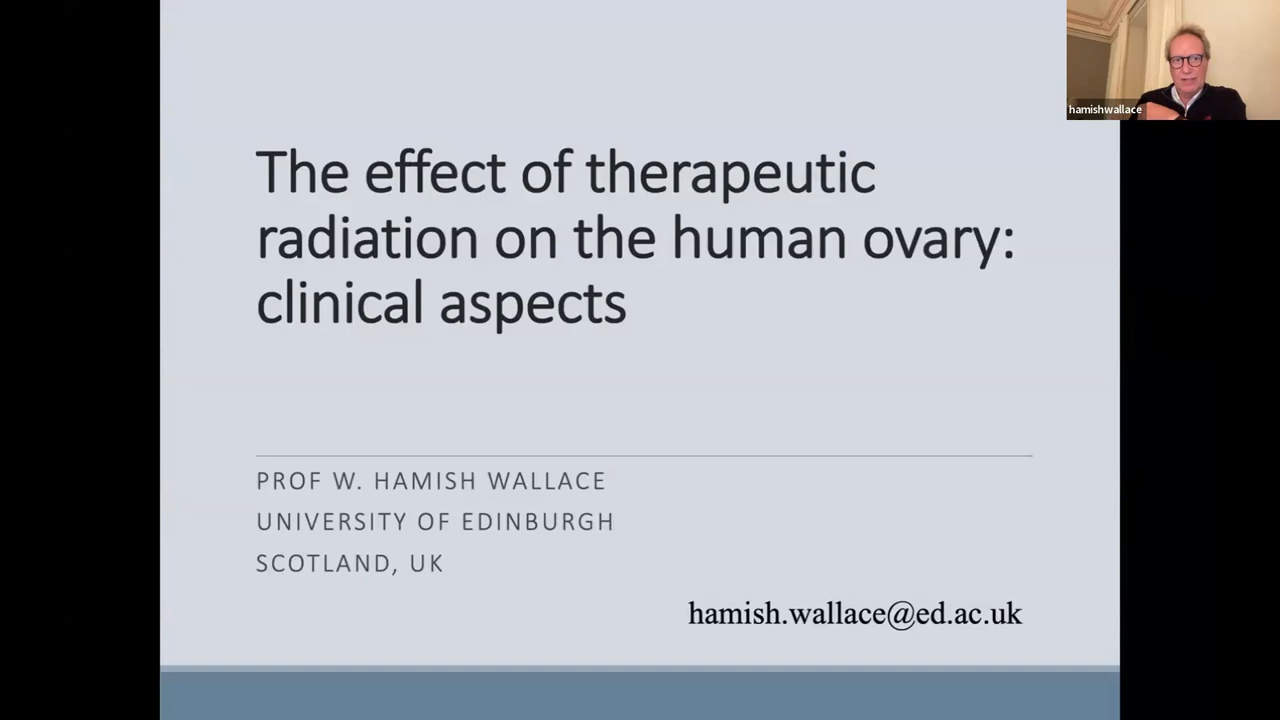 hamishwallace
The effect of therapeutic
radiation on the human ovary:
clinical aspects
PROF W. HAMISH WALLACE
UNIVERSITY OF EDINBURGH
SCOTLAND, UK
hamish.wallace@ed.ac.uk